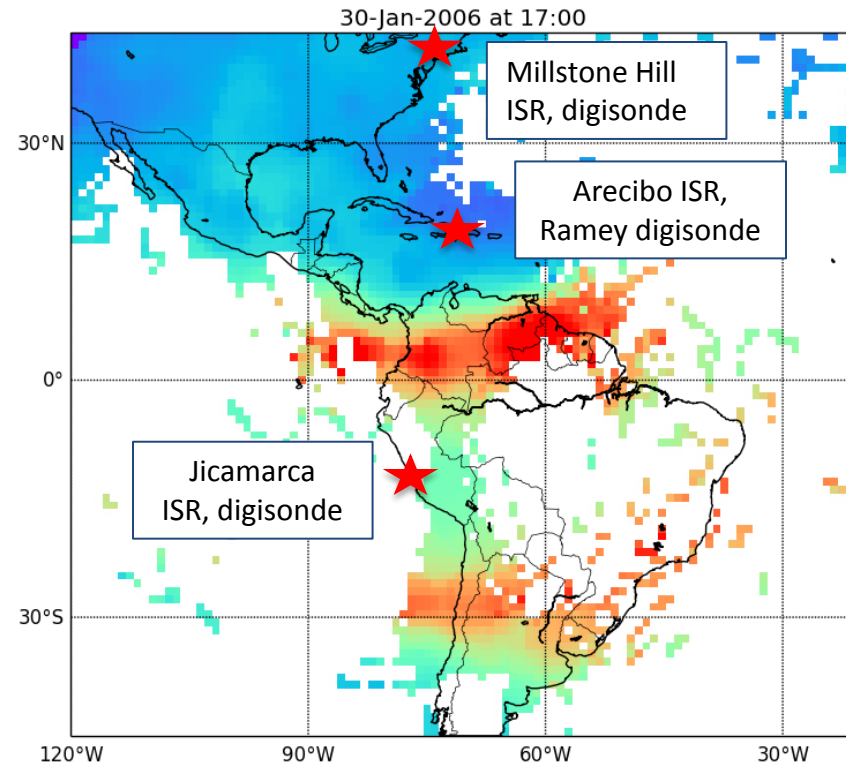 30-Jan-2006 at 17:00
Millstone Hill
ISR, digisonde
30°N
Arecibo ISR,
Ramey digisonde
0°
Jicamarca
ISR, digisonde
30°S
120°W
90°W
60°W
30°W